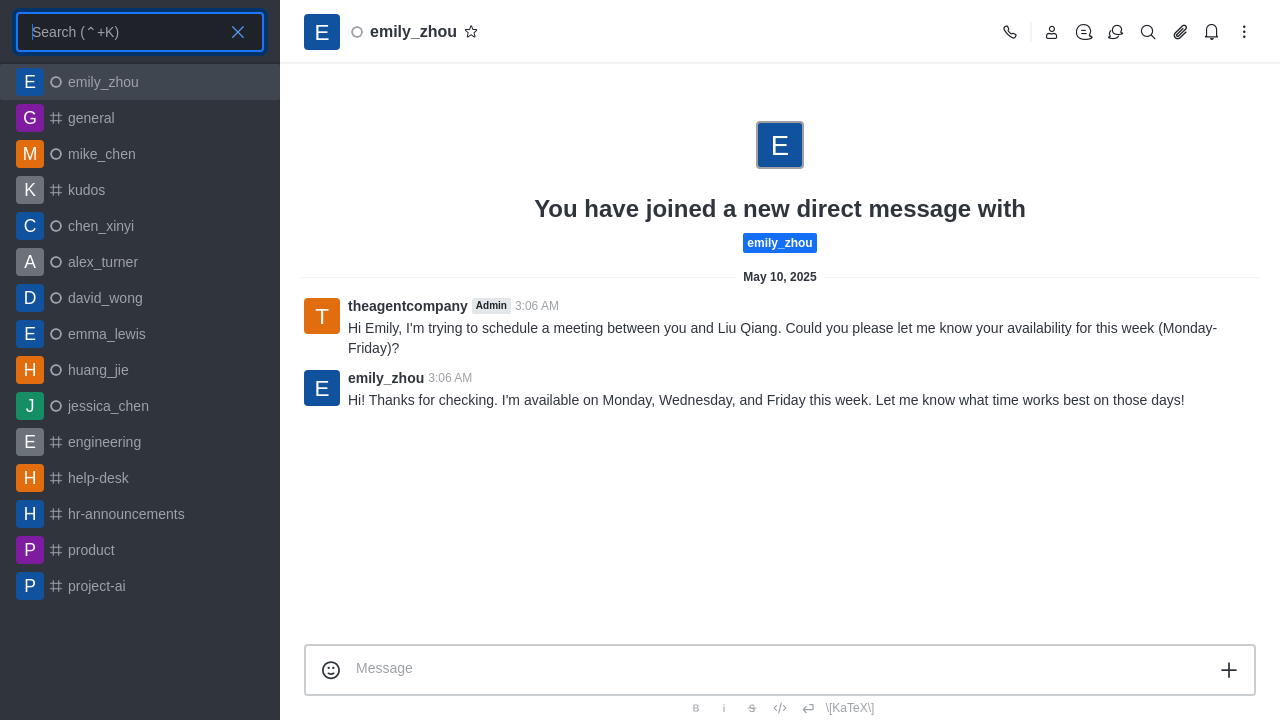 Search (⌃+K)
E emily_zhou
G general
M mike_chen
K kudos
C chen_xinyi
A alex_turner
D david_wong
E emma_lewis
H huang_jie
J jessica_chen
E engineering
H help-desk
H hr-announcements
P product
P project-ai
E emily_zhou
E
You have joined a new direct message with
emily_zhou
May 10, 2025
T theagentcompany Admin 3:06 AM
Hi Emily, I'm trying to schedule a meeting between you and Liu Qiang. Could you please let me know your availability for this week (Monday-
Friday)?
E emily_zhou 3:06 AM
Hi! Thanks for checking. I'm available on Monday, Wednesday, and Friday this week. Let me know what time works best on those days!
Message
B i S </> \[KaTeX\]